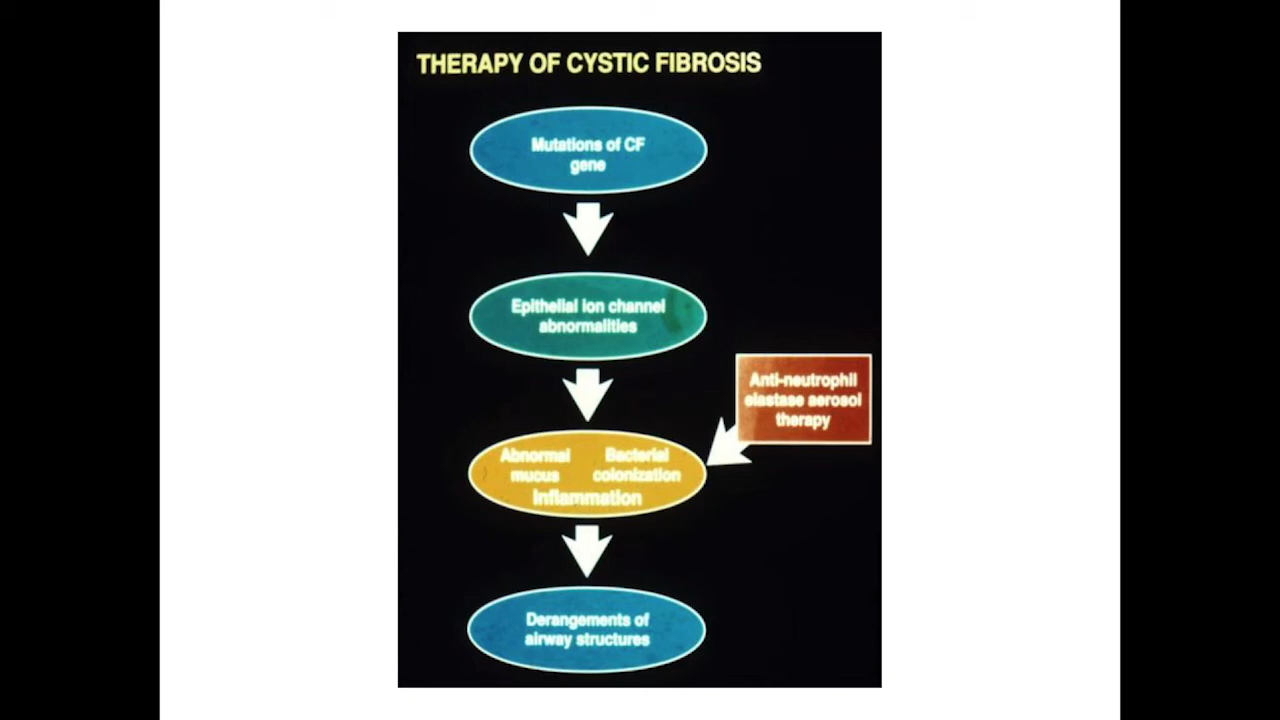 THERAPY OF CYSTIC FIBROSIS
Mutations of CF
gene
Epithelial ion channel
abnormalities
Anti-neutrophil
elastase aerosol
therapy
Abnormal
mucus
Bacterial
colonization
Inflammation
Derangements of
airway structures